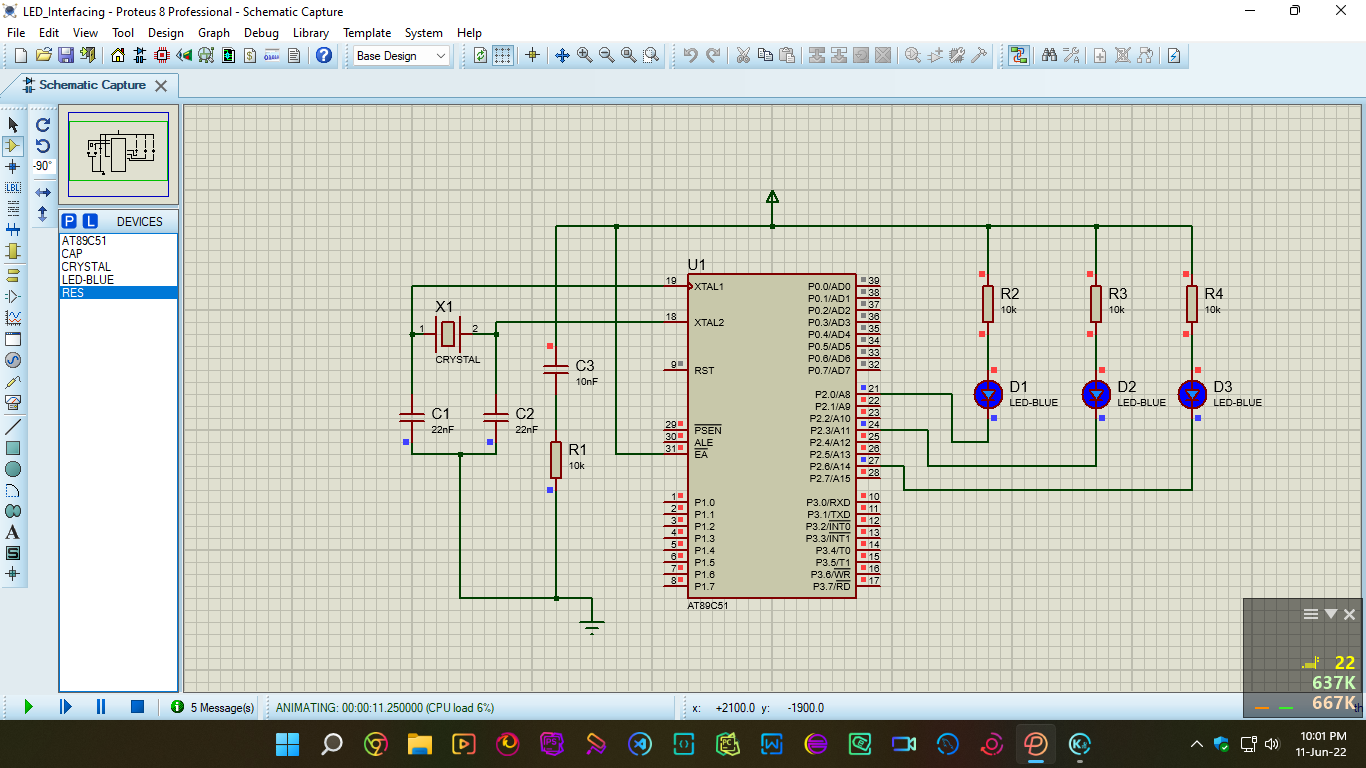 LED_Interfacing - Proteus 8 Professional - Schematic Capture
File Edit View Tool Design Graph Debug Library Template System Help
Base Design
Schematic Capture
-90°
LBL
P L DEVICES
AT89C51
CAP
CRYSTAL
LED-BLUE
RES
A
S
U1
19 XTAL1
18 XTAL2
9 RST
29 PSEN
30 ALE
31 EA
1 P1.0
2 P1.1
3 P1.2
4 P1.3
5 P1.4
6 P1.5
7 P1.6
8 P1.7
P0.0/AD0 39
P0.1/AD1 38
P0.2/AD2 37
P0.3/AD3 36
P0.4/AD4 35
P0.5/AD5 34
P0.6/AD6 33
P0.7/AD7 32
P2.0/A8 21
P2.1/A9 22
P2.2/A10 23
P2.3/A11 24
P2.4/A12 25
P2.5/A13 26
P2.6/A14 27
P2.7/A15 28
P3.0/RXD 10
P3.1/TXD 11
P3.2/INT0 12
P3.3/INT1 13
P3.4/T0 14
P3.5/T1 15
P3.6/WR 16
P3.7/RD 17
AT89C51
X1
1 2
CRYSTAL
C1
22nF
C2
22nF
C3
10nF
R1
10k
R2
10k
R3
10k
R4
10k
D1
LED-BLUE
D2
LED-BLUE
D3
LED-BLUE
22
637K
667K
5 Message(s)
ANIMATING: 00:00:11.250000 (CPU load 6%)
x: +2100.0 y: -1900.0
th
10:01 PM
11-Jun-22